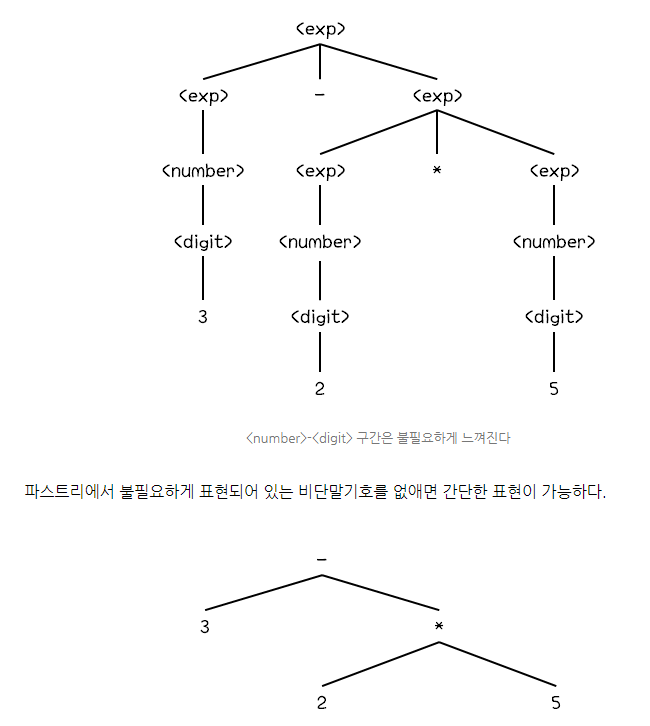 <exp>
<exp> - <exp>
<number> <exp> * <exp>
<digit> <number> <number>
3 <digit> <digit>
2 5
<number>-<digit> 구간은 불필요하게 느껴진다
파스트리에서 불필요하게 표현되어 있는 비단말기호를 없애면 간단한 표현이 가능하다.
-
3 *
2 5